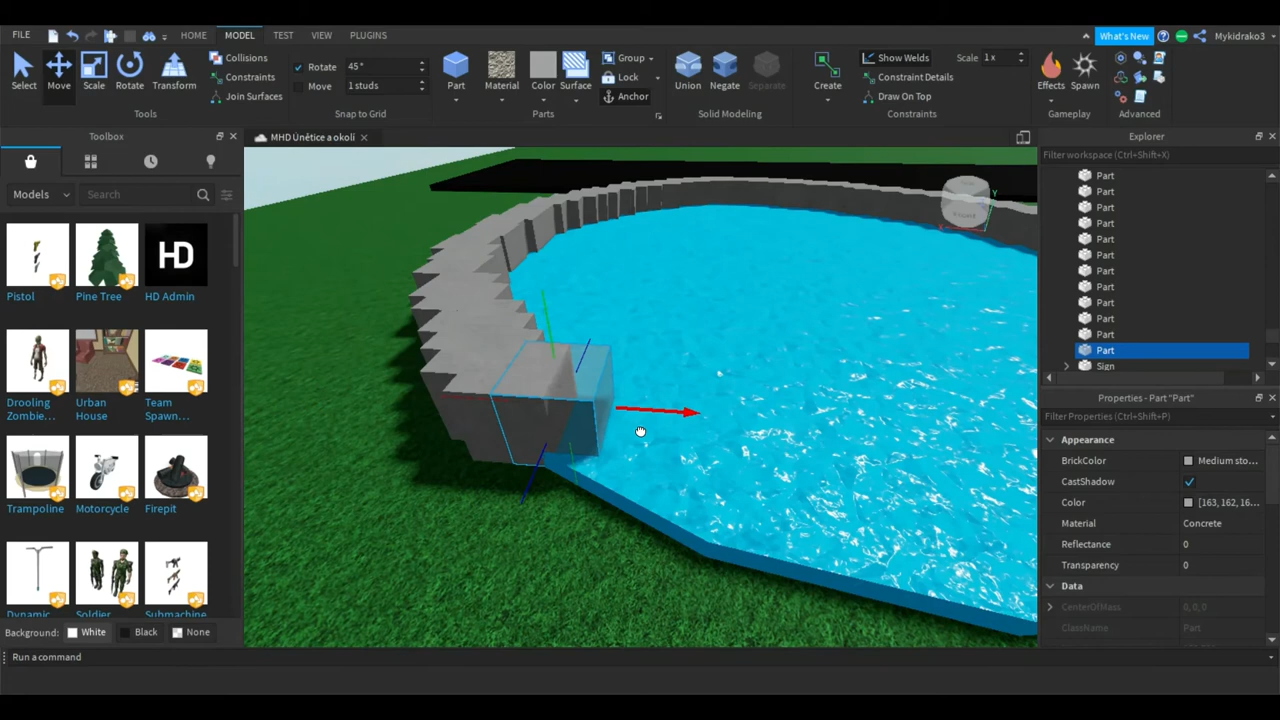 FILE HOME MODEL TEST VIEW PLUGINS What's New Mykidrako3
Select Move Scale Rotate Transform
Collisions
Constraints
Join Surfaces
Tools
Rotate 45°
Move 1 studs
Snap to Grid
Part Material Color Surface
Group
Lock
Anchor
Parts
Union Negate Separate
Solid Modeling
Create
Show Welds Scale 1 x
Constraint Details
Draw On Top
Constraints
Effects Spawn
Gameplay
Advanced
Toolbox
Models Search
Pistol Pine Tree HD Admin
HD
Drooling Zombie... Urban House Team Spawn...
Trampoline Motorcycle Firepit
Dynamic Soldier Submachine
Background: White Black None
Run a command
MHD Únětice a okolí
Y
Explorer
Filter workspace (Ctrl+Shift+X)
Part
Part
Part
Part
Part
Part
Part
Part
Part
Part
Part
Part
Sign
Properties - Part "Part"
Filter Properties (Ctrl+Shift+P)
Appearance
BrickColor Medium sto...
CastShadow
Color [163, 162, 16...
Material Concrete
Reflectance 0
Transparency 0
Data
CenterOfMass 0, 0, 0
ClassName Part